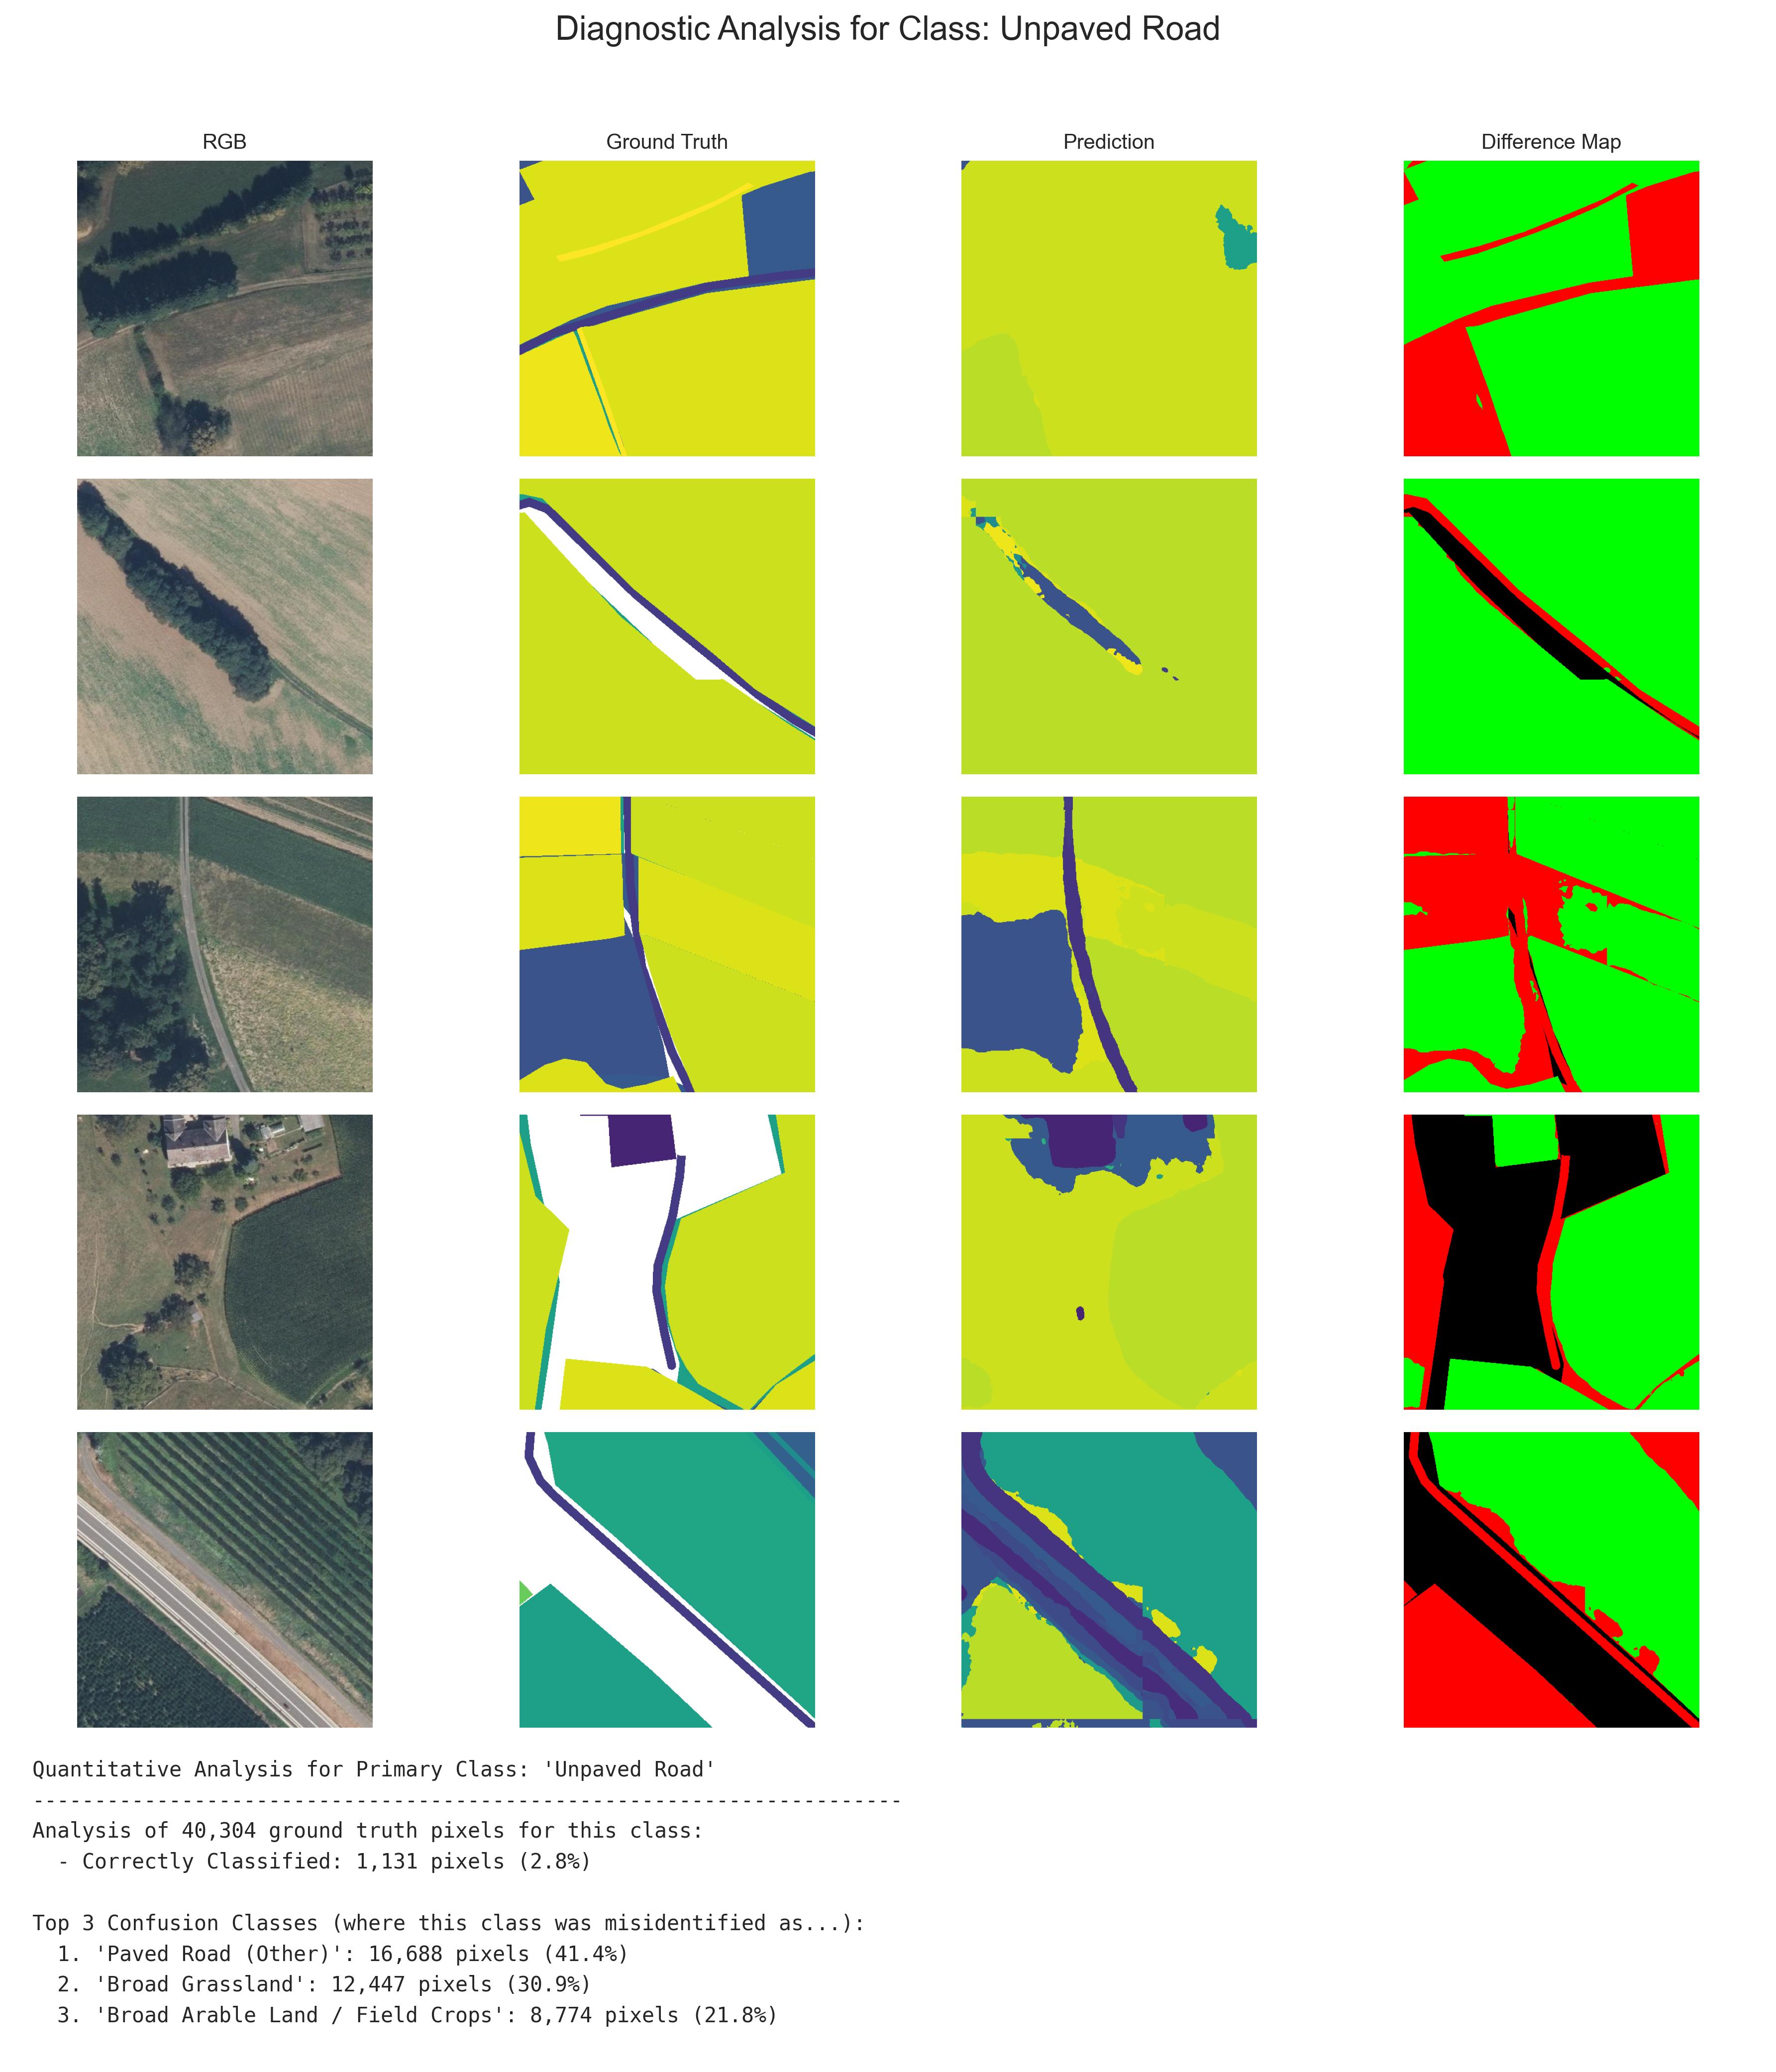 Diagnostic Analysis for Class: Unpaved Road
RGB Ground Truth Prediction Difference Map
Quantitative Analysis for Primary Class: 'Unpaved Road'
----------------------------------------------------------------------
Analysis of 40,304 ground truth pixels for this class:
- Correctly Classified: 1,131 pixels (2.8%)
Top 3 Confusion Classes (where this class was misidentified as...):
1. 'Paved Road (Other)': 16,688 pixels (41.4%)
2. 'Broad Grassland': 12,447 pixels (30.9%)
3. 'Broad Arable Land / Field Crops': 8,774 pixels (21.8%)